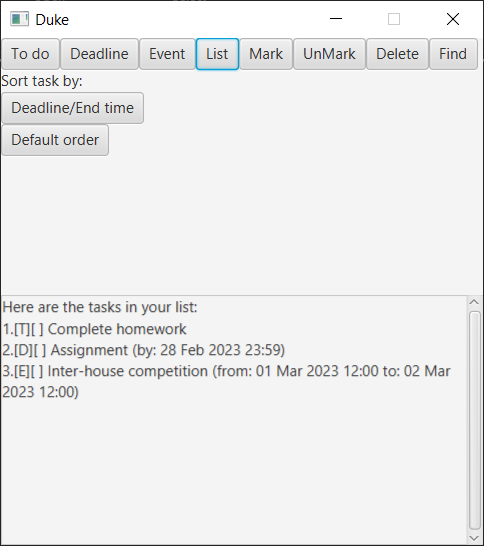 Duke
To do Deadline Event List Mark UnMark Delete Find
Sort task by:
Deadline/End time
Default order
Here are the tasks in your list:
1.[T][ ] Complete homework
2.[D][ ] Assignment (by: 28 Feb 2023 23:59)
3.[E][ ] Inter-house competition (from: 01 Mar 2023 12:00 to: 02 Mar
2023 12:00)